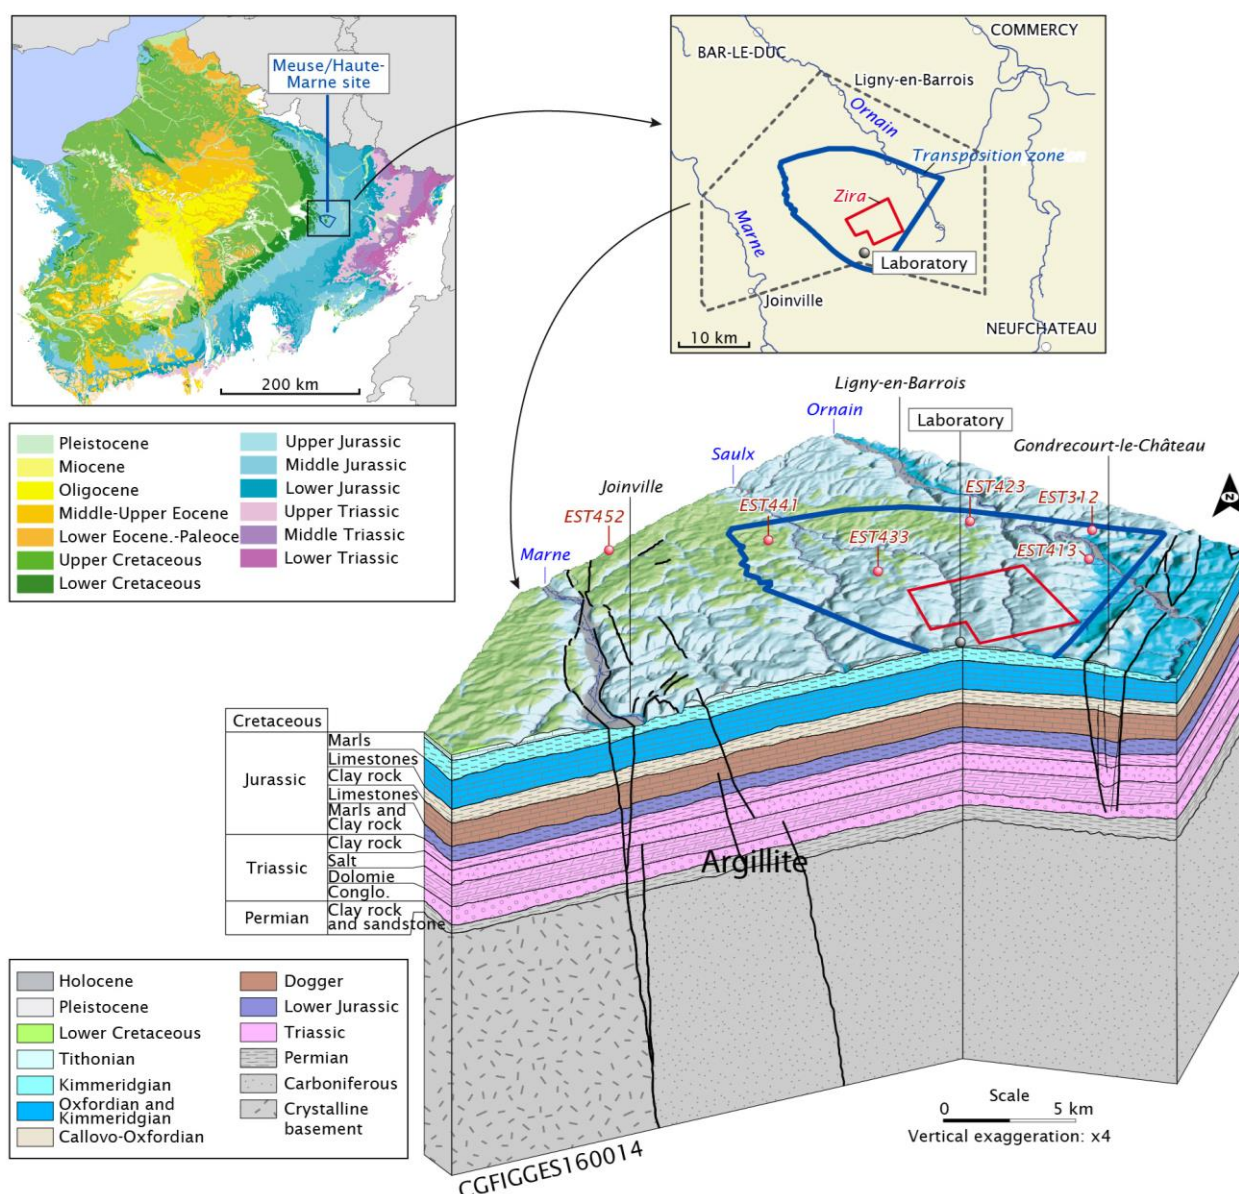 Meuse/Haute-
Marne site
200 km
COMMERCY
BAR-LE-DUC
Ligny-en-Barrois
Ornain
Transposition zone
Zira
Marne
Laboratory
Joinville
NEUFCHATEAU
10 km
Pleistocene
Miocene
Oligocene
Middle-Upper Eocene
Lower Eocene.-Paleoce
Upper Cretaceous
Lower Cretaceous
Upper Jurassic
Middle Jurassic
Lower Jurassic
Upper Triassic
Middle Triassic
Lower Triassic
Ligny-en-Barrois
Ornain
Laboratory
Gondrecourt-le-Château
Saulx
Joinville
EST452
EST441
EST423
EST312
EST433
EST413
Marne
N
Cretaceous
Jurassic
Marls
Limestones
Clay rock
Limestones
Marls and
Clay rock
Triassic
Clay rock
Salt
Dolomie
Conglo.
Permian
Clay rock
and sandstone
Argillite
Holocene
Pleistocene
Lower Cretaceous
Tithonian
Kimmeridgian
Oxfordian and
Kimmeridgian
Callovo-Oxfordian
Dogger
Lower Jurassic
Triassic
Permian
Carboniferous
Crystalline
basement
Scale
0 5 km
Vertical exaggeration: x4
CGFIGGES160014